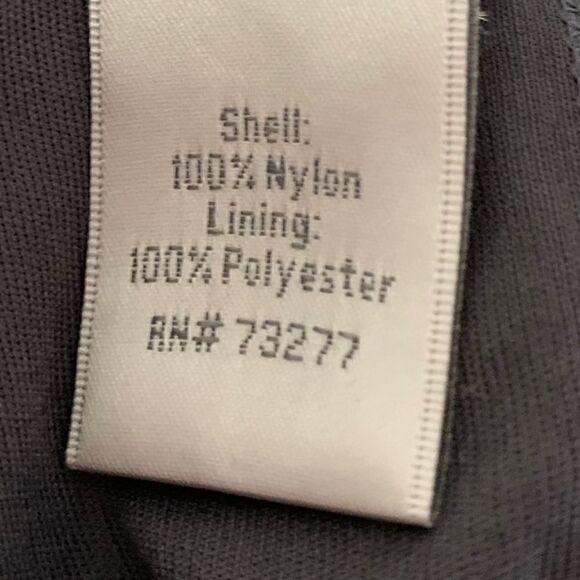 Shell:
100% Nylon
Lining:
100% Polyester
RN# 73277